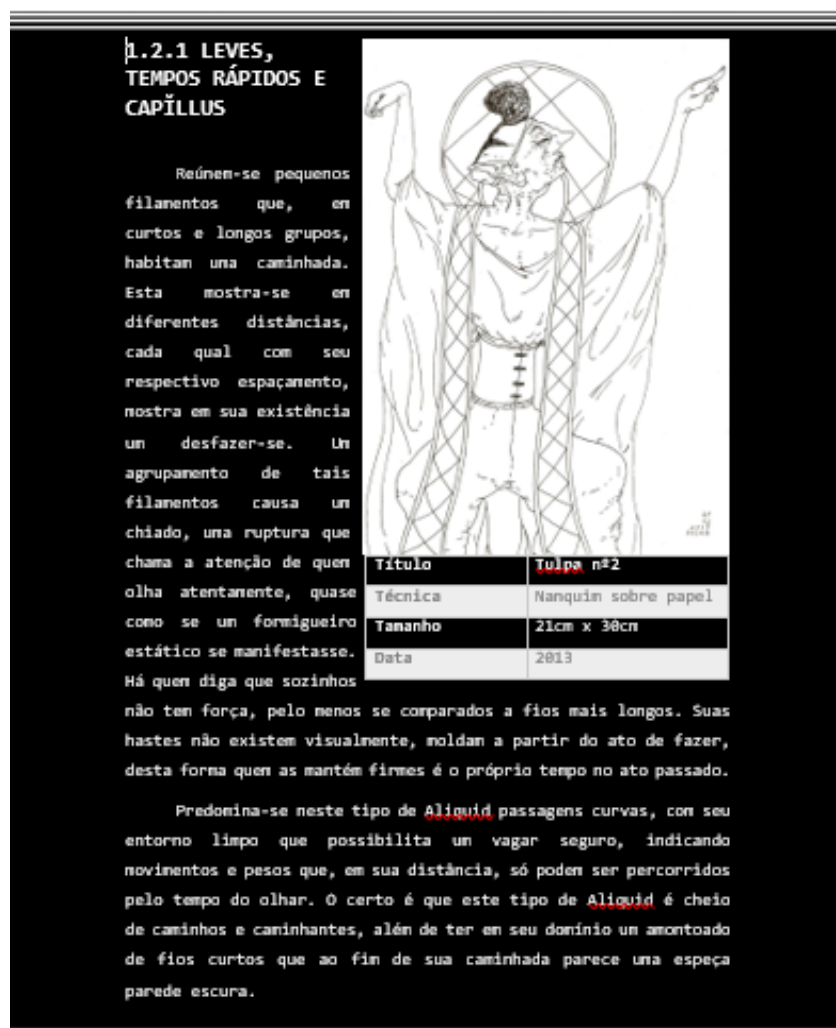 1.2.1 LEVES,
TEMPOS RÁPIDOS E
CAPĬLLUS
Reúnem-se pequenos
filamentos que, em
curtos e longos grupos,
habitam uma caminhada.
Esta mostra-se em
diferentes distâncias,
cada qual com seu
respectivo espaçamento,
mostra em sua existência
um desfazer-se. Um
agrupamento de tais
filamentos causa um
chiado, uma ruptura que
chama a atenção de quem
olha atentamente, quase
como se um formigueiro
estático se manifestasse.
Há quem diga que sozinhos
não tem força, pelo menos se comparados a fios mais longos. Suas
hastes não existem visualmente, moldam a partir do ato de fazer,
desta forma quem as mantém firmes é o próprio tempo no ato passado.
Título Tulpa nº2
Técnica Nanquim sobre papel
Tamanho 21cm x 30cm
Data 2013
Predomina-se neste tipo de Aliquid passagens curvas, com seu
entorno limpo que possibilita um vagar seguro, indicando
movimentos e pesos que, em sua distância, só podem ser percorridos
pelo tempo do olhar. O certo é que este tipo de Aliquid é cheio
de caminhos e caminhantes, além de ter em seu domínio um amontoado
de fios curtos que ao fim de sua caminhada parece uma espeça
parede escura.